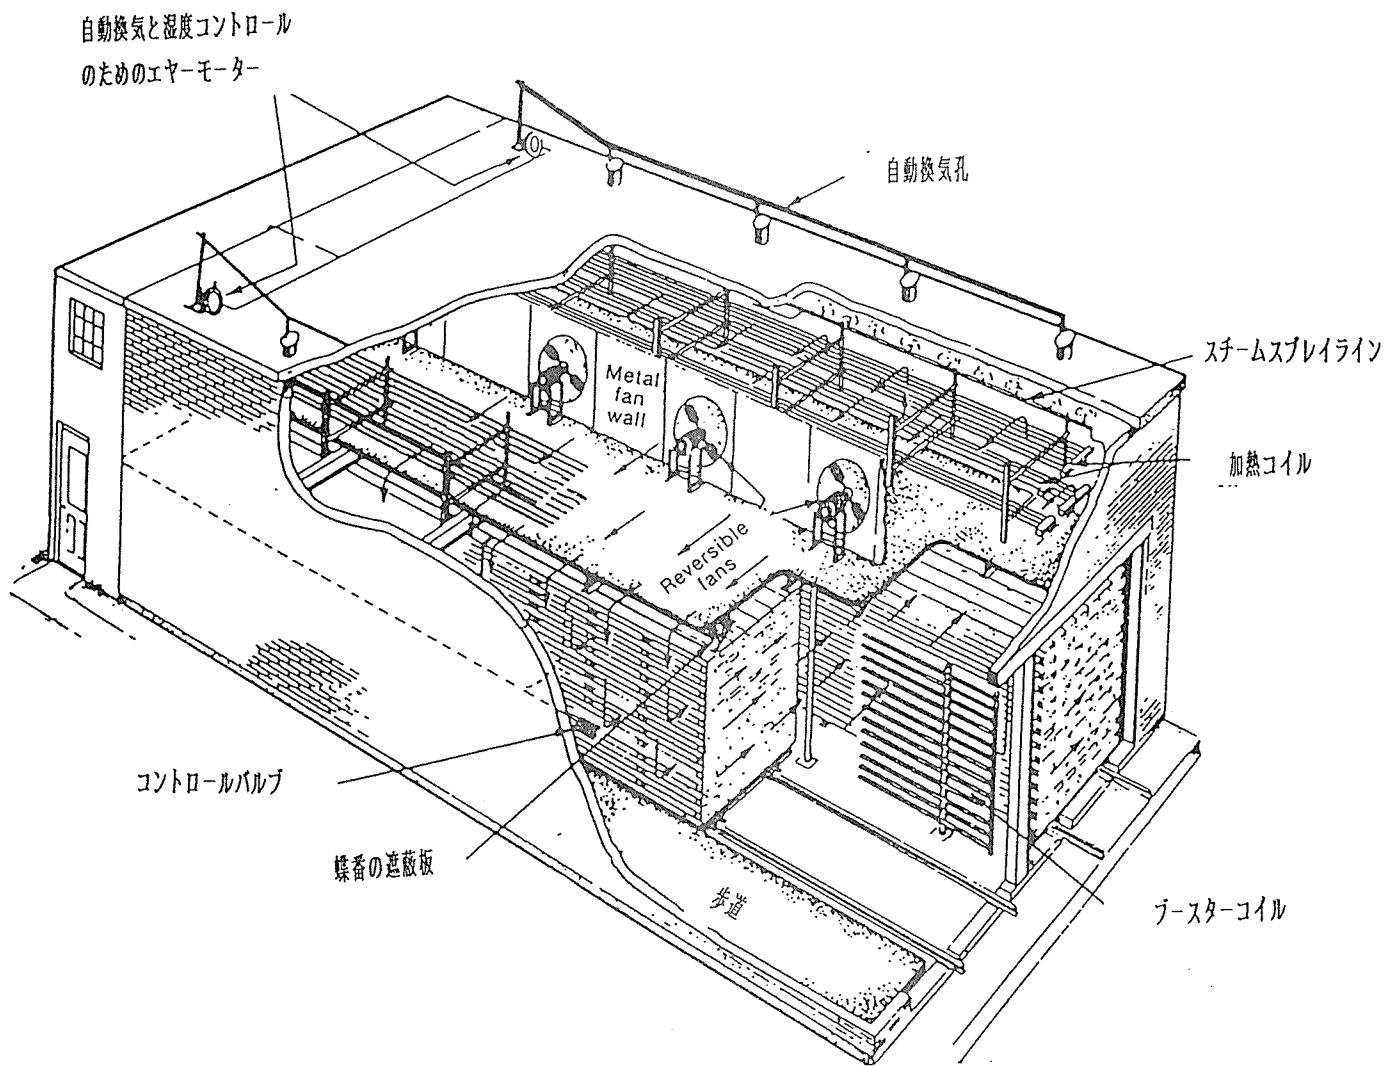 自動換気と湿度コントロール
のためのエヤーモーター
自動換気孔
スチームスプレイライン
Metal
fan
wall
加熱コイル
Reversible
fans
コントロールバルブ
蝶番の遮蔽板
歩道
ブースターコイル